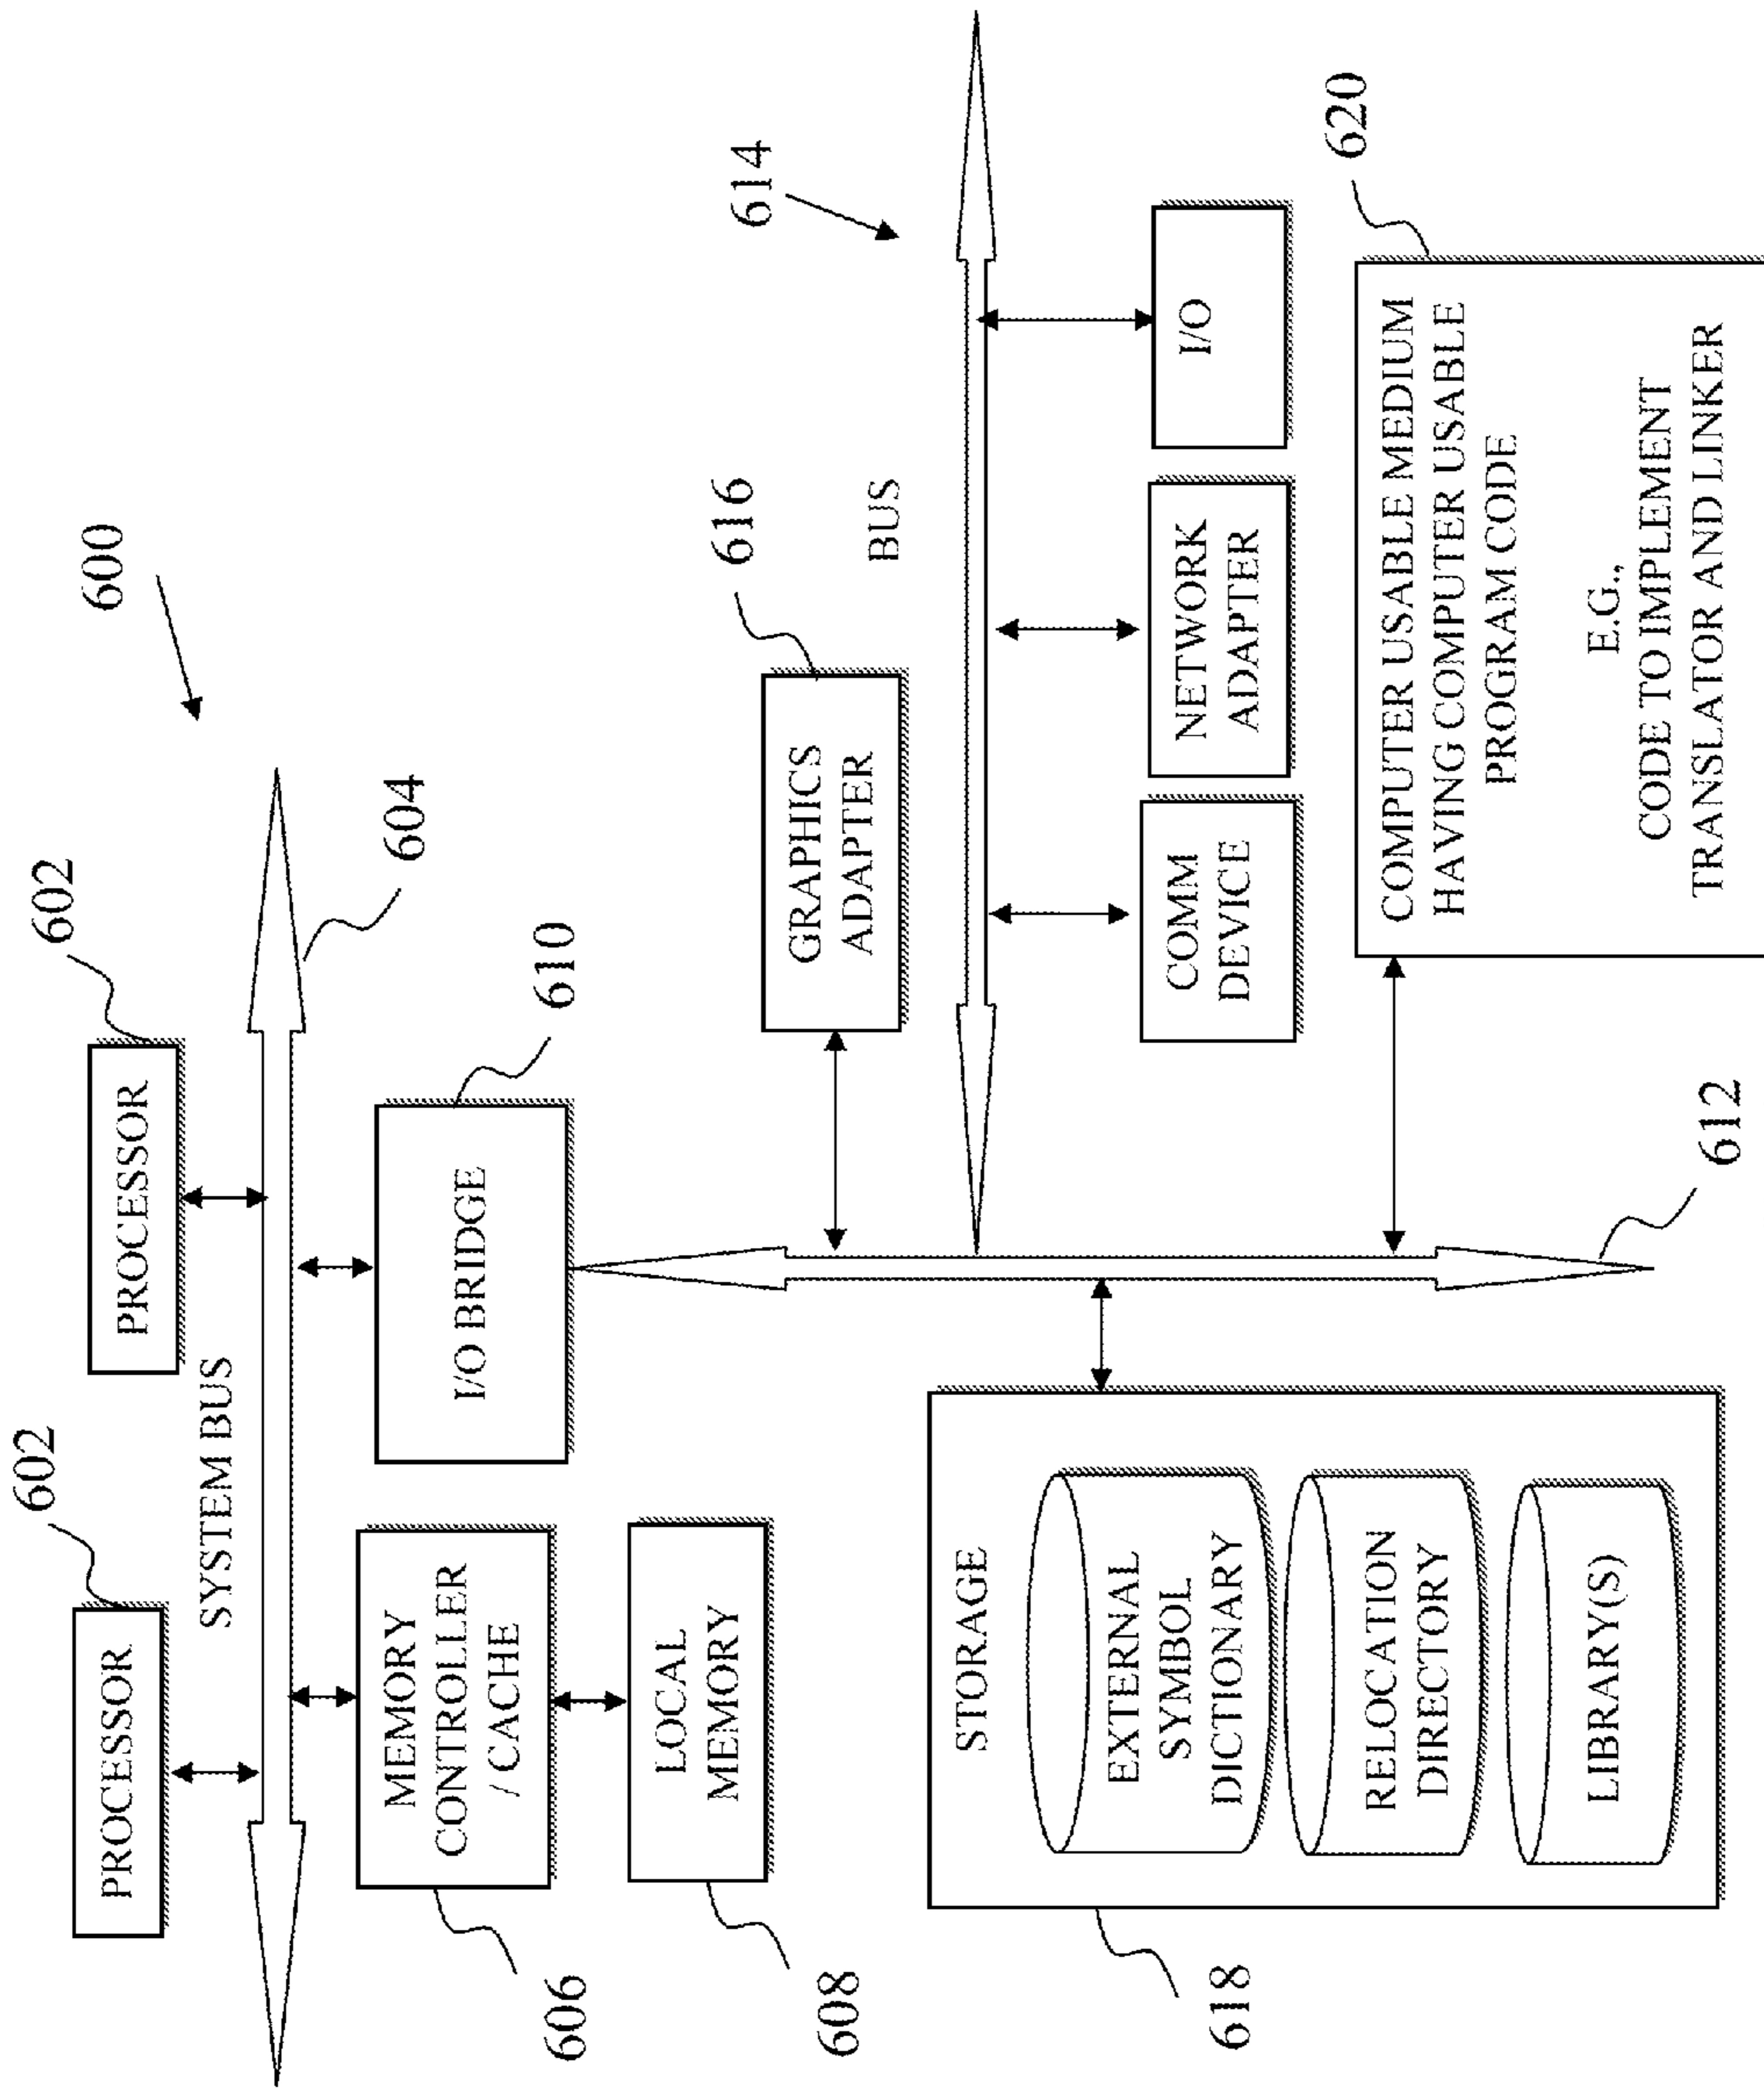 600
602
602
PROCESSOR
PROCESSOR
SYSTEM BUS
604
MEMORY
CONTROLLER
/ CACHE
606
I/O BRIDGE
610
LOCAL
MEMORY
608
GRAPHICS
ADAPTER
616
614
BUS
COMM
DEVICE
NETWORK
ADAPTER
I/O
STORAGE
EXTERNAL
SYMBOL
DICTIONARY
RELOCATION
DIRECTORY
LIBRARY(S)
618
612
620
COMPUTER USABLE MEDIUM
HAVING COMPUTER USABLE
PROGRAM CODE
E.G.,
CODE TO IMPLEMENT
TRANSLATOR AND LINKER